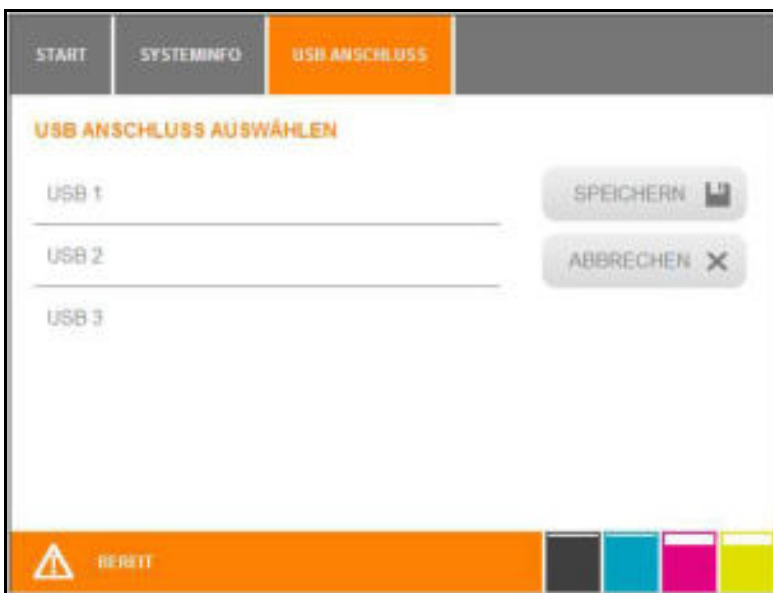 START SYSTEMINFO USB ANSCHLUSS
USB ANSCHLUSS AUSWÄHLEN
USB 1
SPEICHERN
USB 2
ABBRECHEN
USB 3
BEREIT